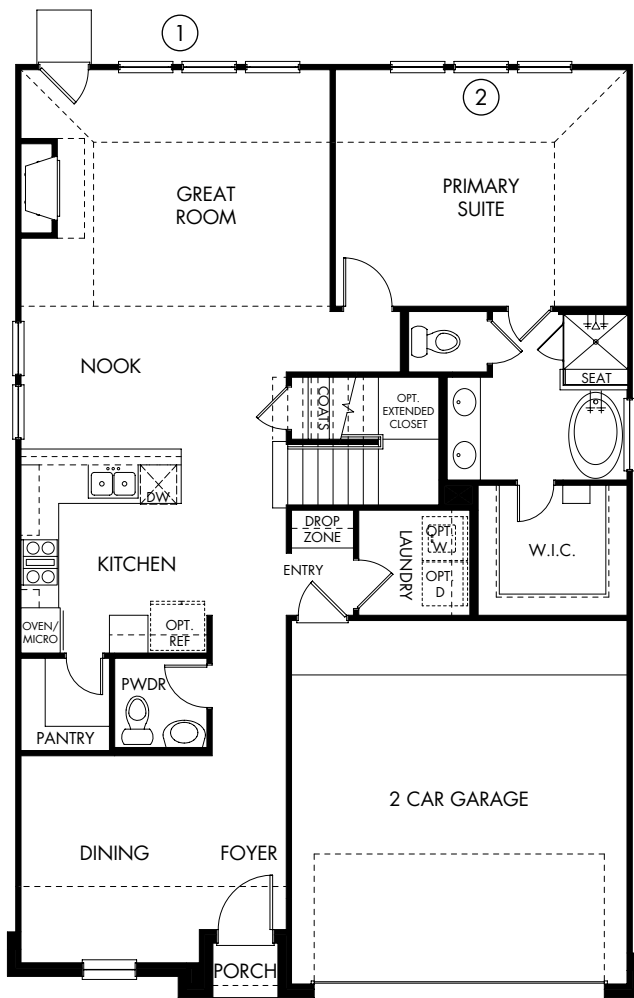 1
2
GREAT
ROOM
PRIMARY
SUITE
NOOK
SEAT
COATS
OPT.
EXTENDED
CLOSET
DW
DROP
ZONE
LAUNDRY
OPT
W
OPT
D
W.I.C.
KITCHEN
ENTRY
OVEN/
MICRO
OPT.
REF
PWDR
PANTRY
2 CAR GARAGE
DINING
FOYER
PORCH